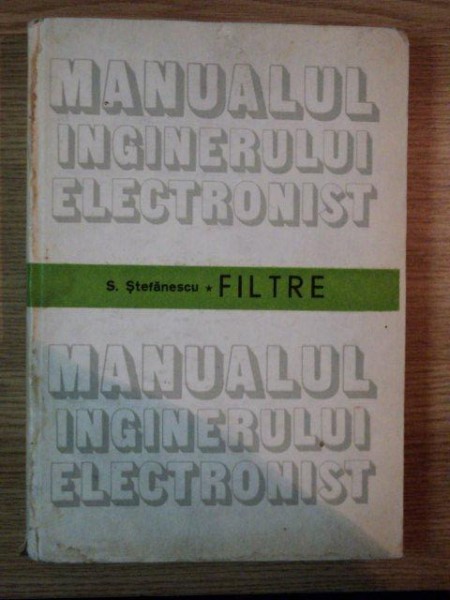 MANUALUL
INGINERULUI
ELECTRONIST
S. Ştefănescu * FILTRE
MANUALUL
INGINERULUI
ELECTRONIST